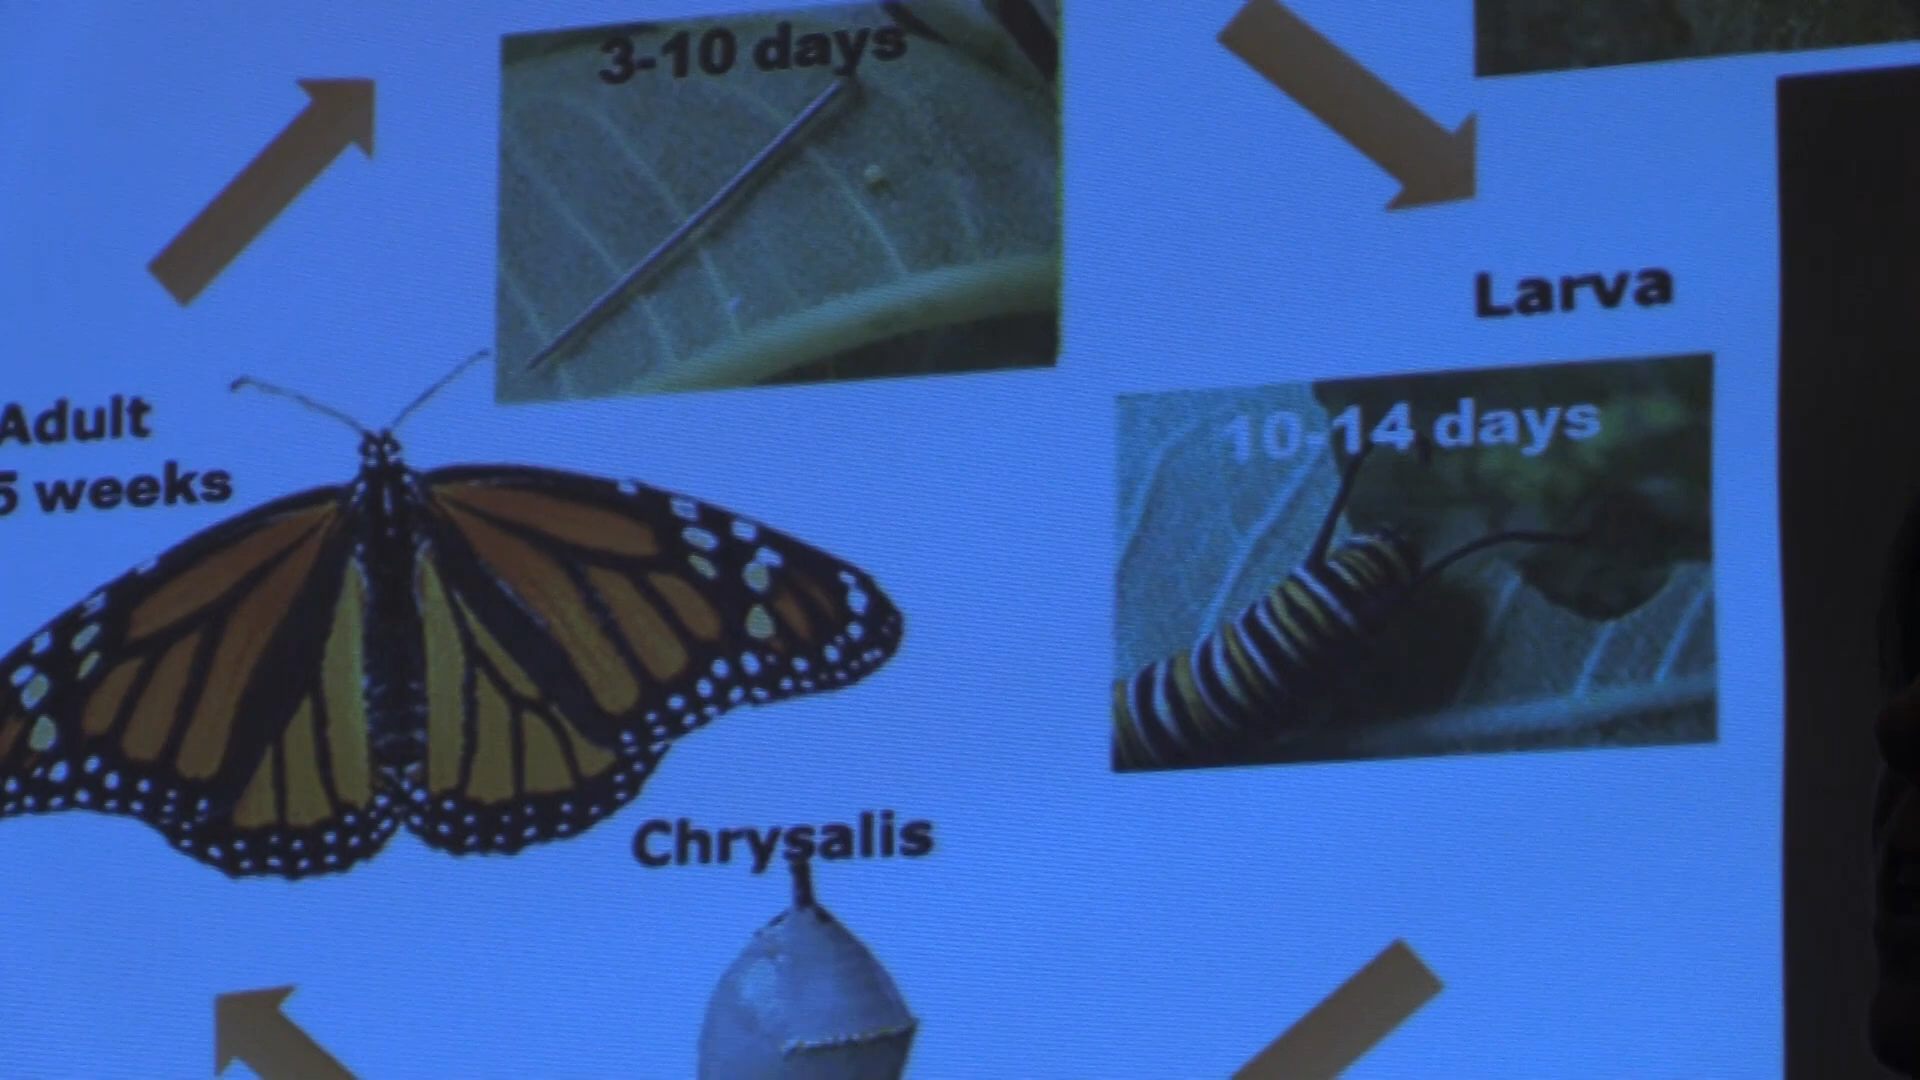 3-10 days
Larva
Adult
5 weeks
10-14 days
Chrysalis